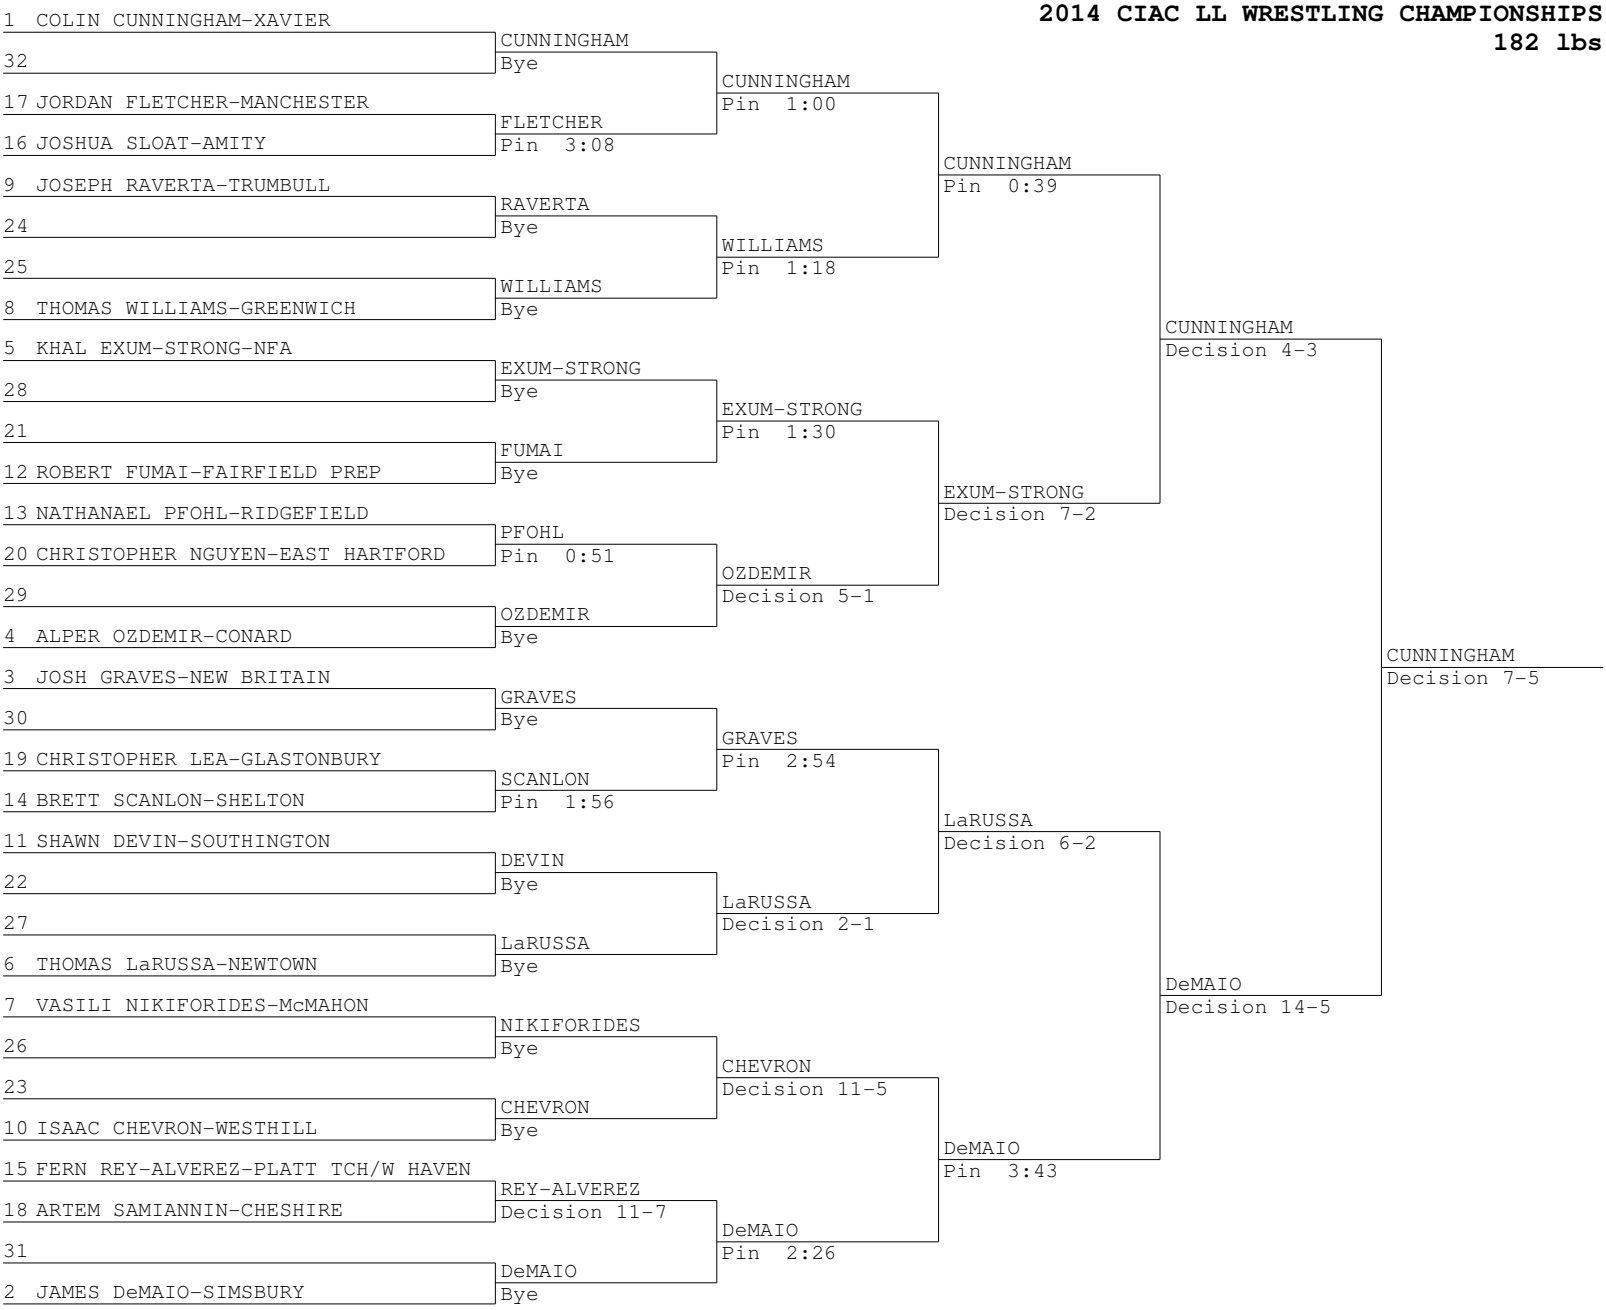 2014 CIAC LL WRESTLING CHAMPIONSHIPS
182 lbs
1 COLIN CUNNINGHAM-XAVIER
32
17 JORDAN FLETCHER-MANCHESTER
16 JOSHUA SLOAT-AMITY
9 JOSEPH RAVERTA-TRUMBULL
24
25
8 THOMAS WILLIAMS-GREENWICH
5 KHAL EXUM-STRONG-NFA
28
21
12 ROBERT FUMAI-FAIRFIELD PREP
13 NATHANAEL PFOHL-RIDGEFIELD
20 CHRISTOPHER NGUYEN-EAST HARTFORD
29
4 ALPER OZDEMIR-CONARD
3 JOSH GRAVES-NEW BRITAIN
30
19 CHRISTOPHER LEA-GLASTONBURY
14 BRETT SCANLON-SHELTON
11 SHAWN DEVIN-SOUTHINGTON
22
27
6 THOMAS LaRUSSA-NEWTOWN
7 VASILI NIKIFORIDES-McMAHON
26
23
10 ISAAC CHEVRON-WESTHILL
15 FERN REY-ALVEREZ-PLATT TCH/W HAVEN
18 ARTEM SAMIANNIN-CHESHIRE
31
2 JAMES DeMAIO-SIMSBURY
CUNNINGHAM
Bye
FLETCHER
Pin 3:08
RAVERTA
Bye
WILLIAMS
Bye
EXUM-STRONG
Bye
FUMAI
Bye
PFOHL
Pin 0:51
OZDEMIR
Bye
GRAVES
Bye
SCANLON
Pin 1:56
DEVIN
Bye
LaRUSSA
Bye
NIKIFORIDES
Bye
CHEVRON
Bye
REY-ALVEREZ
Decision 11-7
DeMAIO
Bye
CUNNINGHAM
Pin 1:00
WILLIAMS
Pin 1:18
EXUM-STRONG
Pin 1:30
OZDEMIR
Decision 5-1
GRAVES
Pin 2:54
LaRUSSA
Decision 2-1
CHEVRON
Decision 11-5
DeMAIO
Pin 2:26
CUNNINGHAM
Pin 0:39
EXUM-STRONG
Decision 7-2
LaRUSSA
Decision 6-2
DeMAIO
Pin 3:43
CUNNINGHAM
Decision 4-3
DeMAIO
Decision 14-5
CUNNINGHAM
Decision 7-5